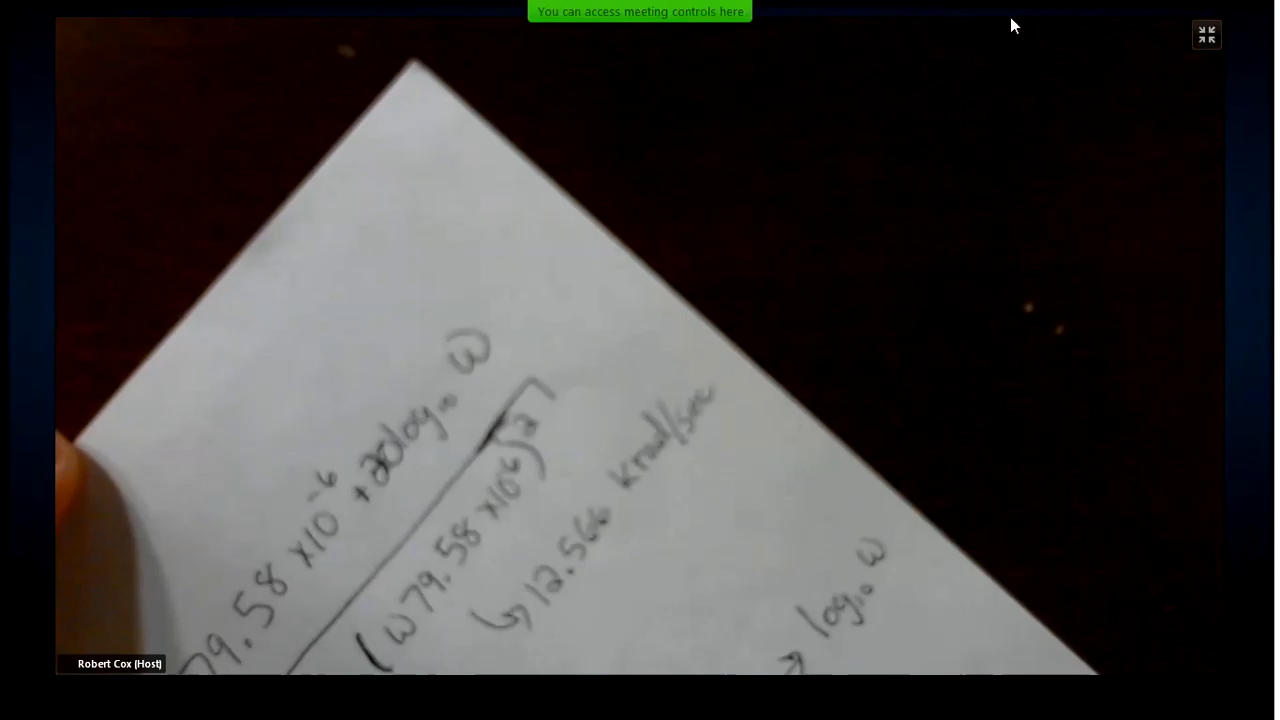 You can access meeting controls here
79.58 x10^-6 +20log₁₀ ω
(ω79.58 x10^-6)^2
↳ 12.566 krad/sec
→ log₁₀ ω
Robert Cox (Host)